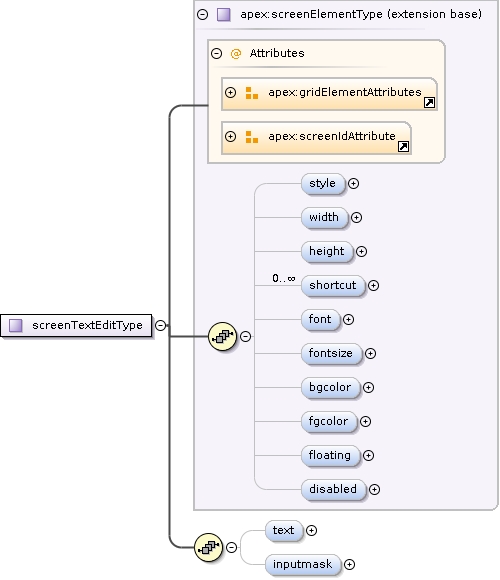 apex:screenElementType (extension base)
@ Attributes
apex:gridElementAttributes
apex:screenIdAttribute
style
width
height
0..∞
shortcut
screenTextEditType
font
fontsize
bgcolor
fgcolor
floating
disabled
text
inputmask